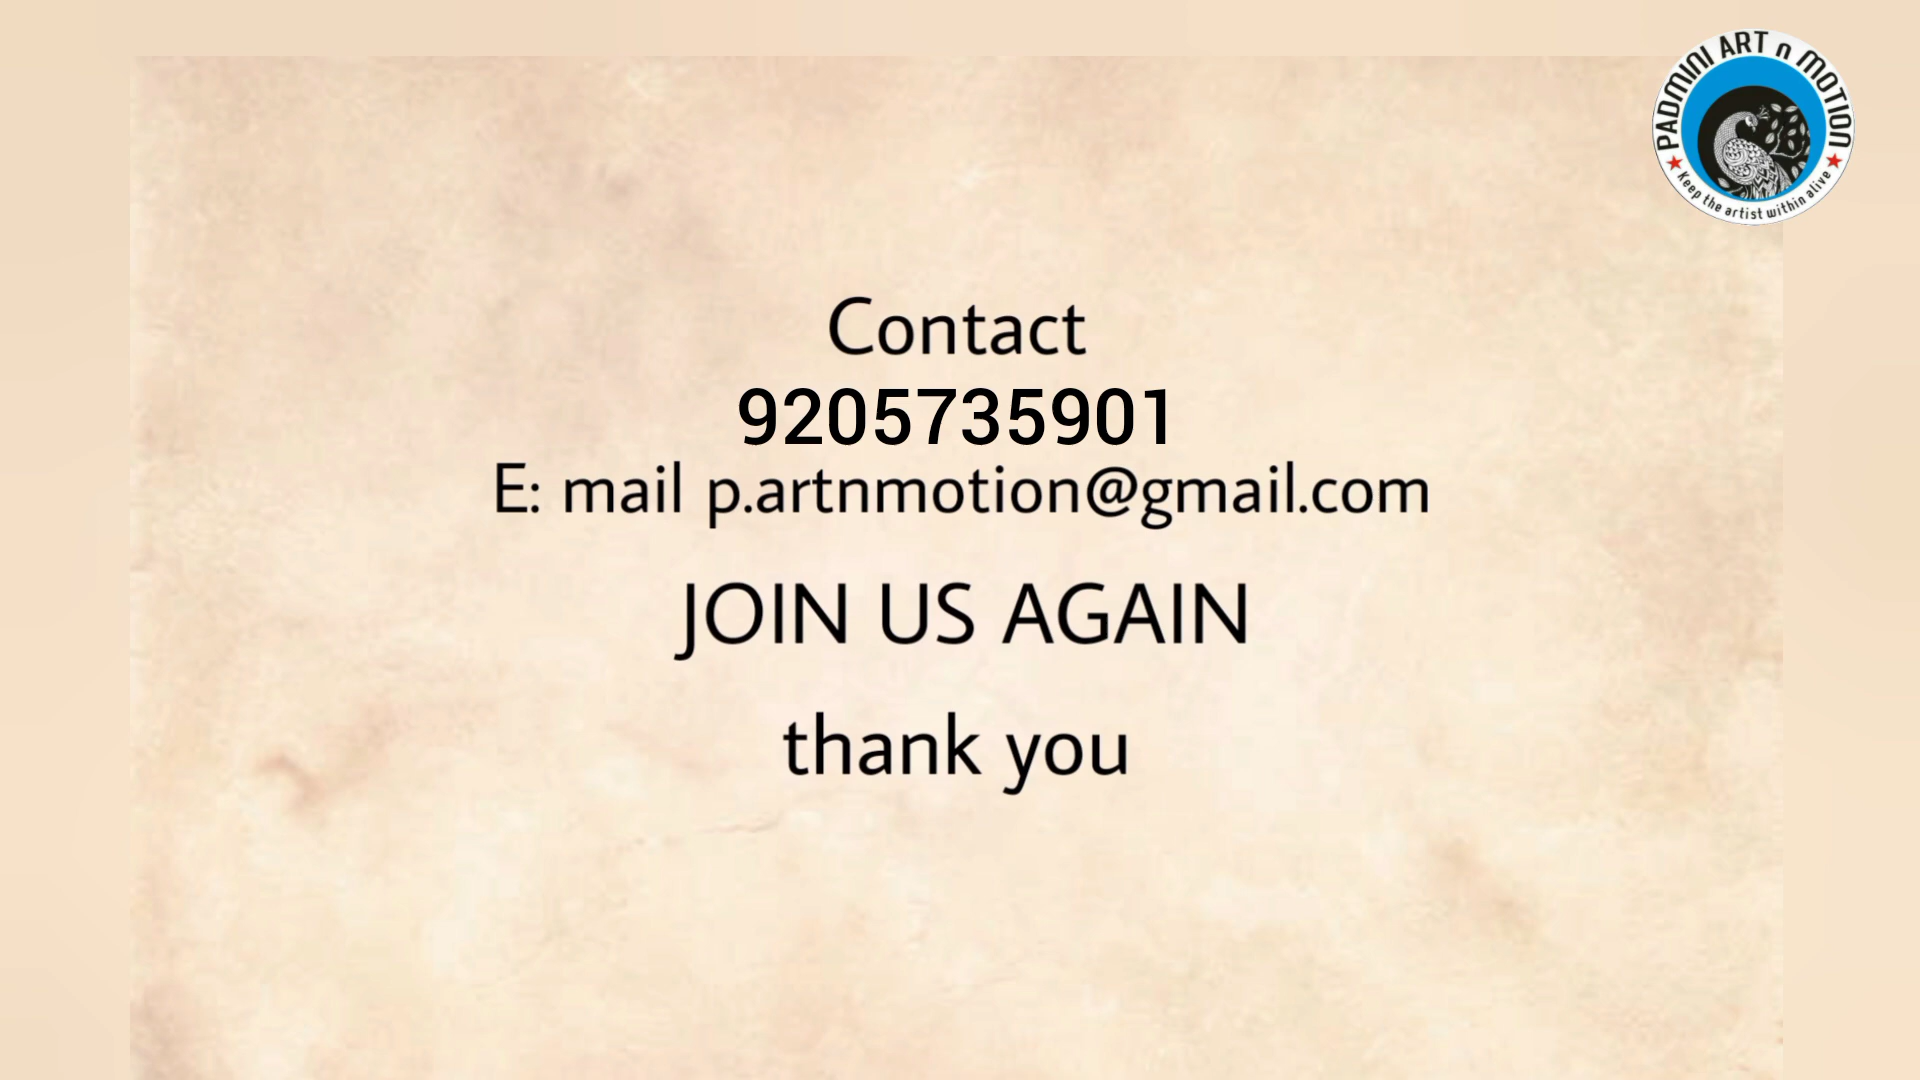 PADMINI ART n MOTION
Keep the artist within alive
Contact
9205735901
E: mail p.artnmotion@gmail.com
JOIN US AGAIN
thank you